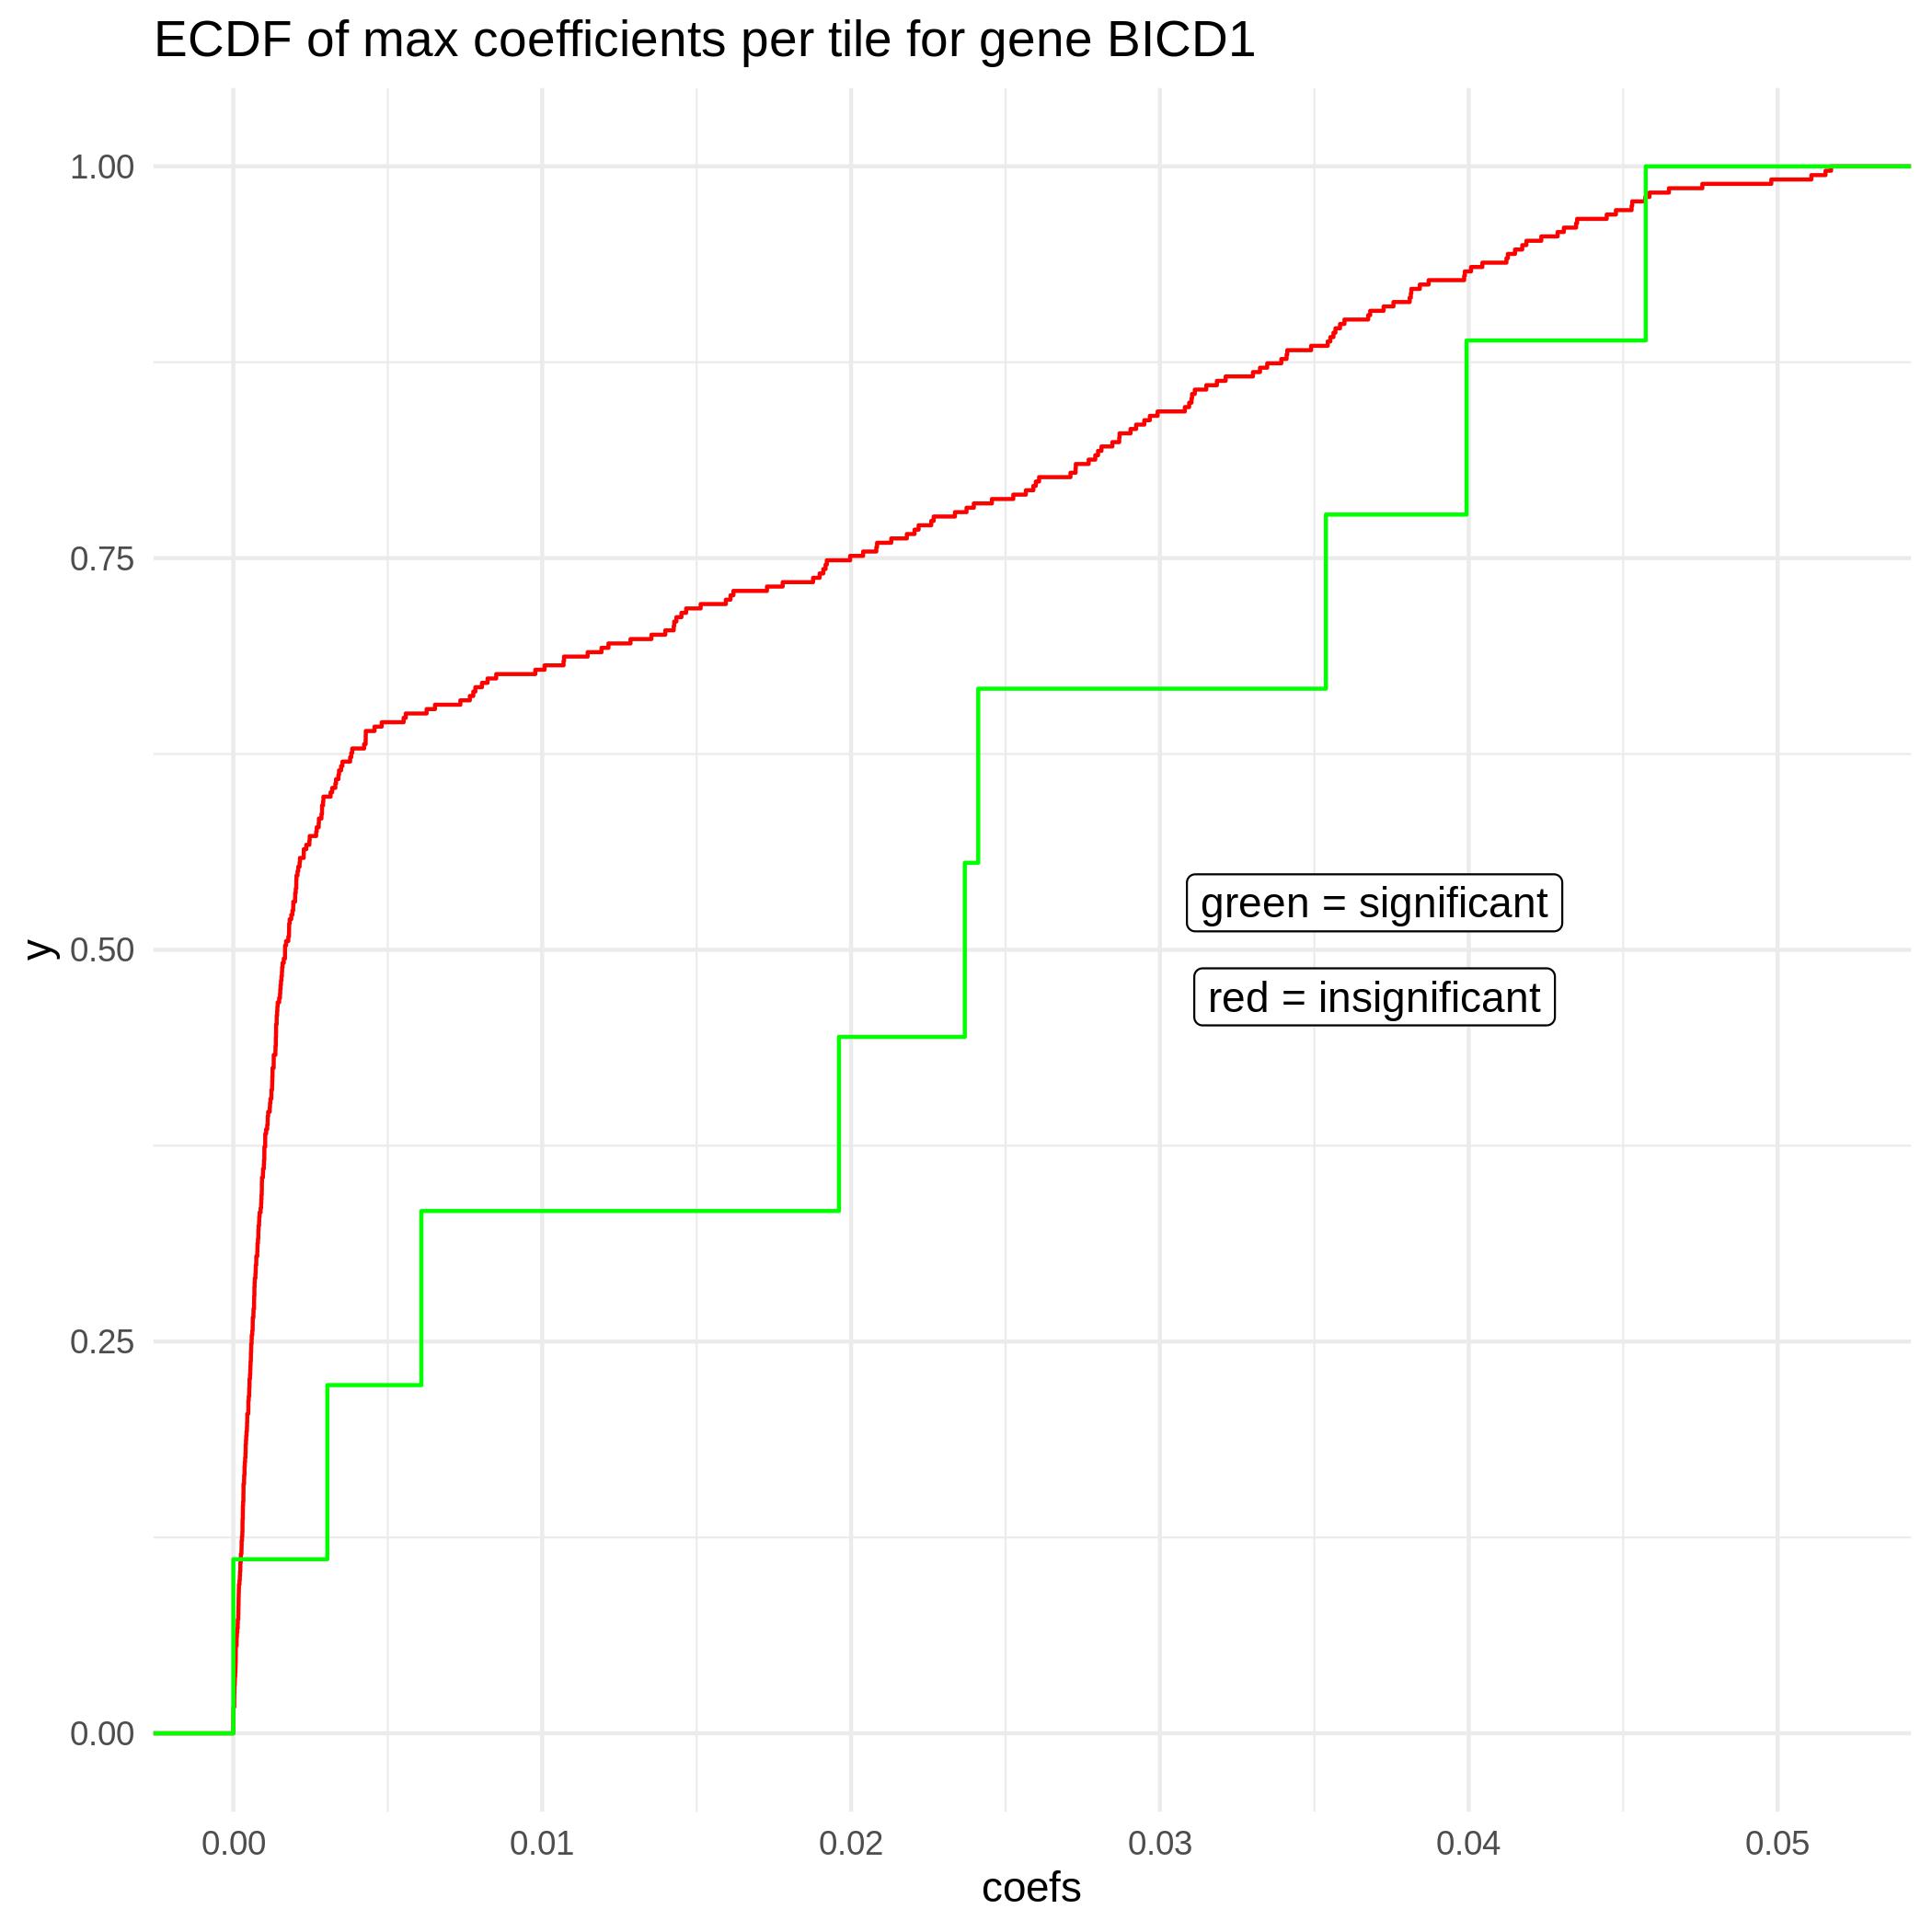 ECDF of max coefficients per tile for gene BICD1
1.00
0.75
0.50
0.25
0.00
y
green = significant
red = insignificant
0.00 0.01 0.02 0.03 0.04 0.05
coefs